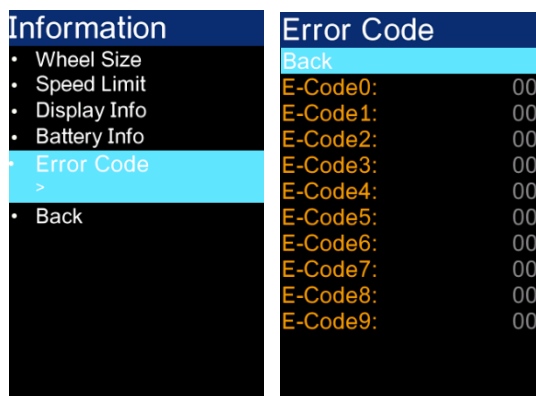 Information
• Wheel Size
• Speed Limit
• Display Info
• Battery Info
• Error Code
>
• Back
Error Code
Back
E-Code0: 00
E-Code1: 00
E-Code2: 00
E-Code3: 00
E-Code4: 00
E-Code5: 00
E-Code6: 00
E-Code7: 00
E-Code8: 00
E-Code9: 00